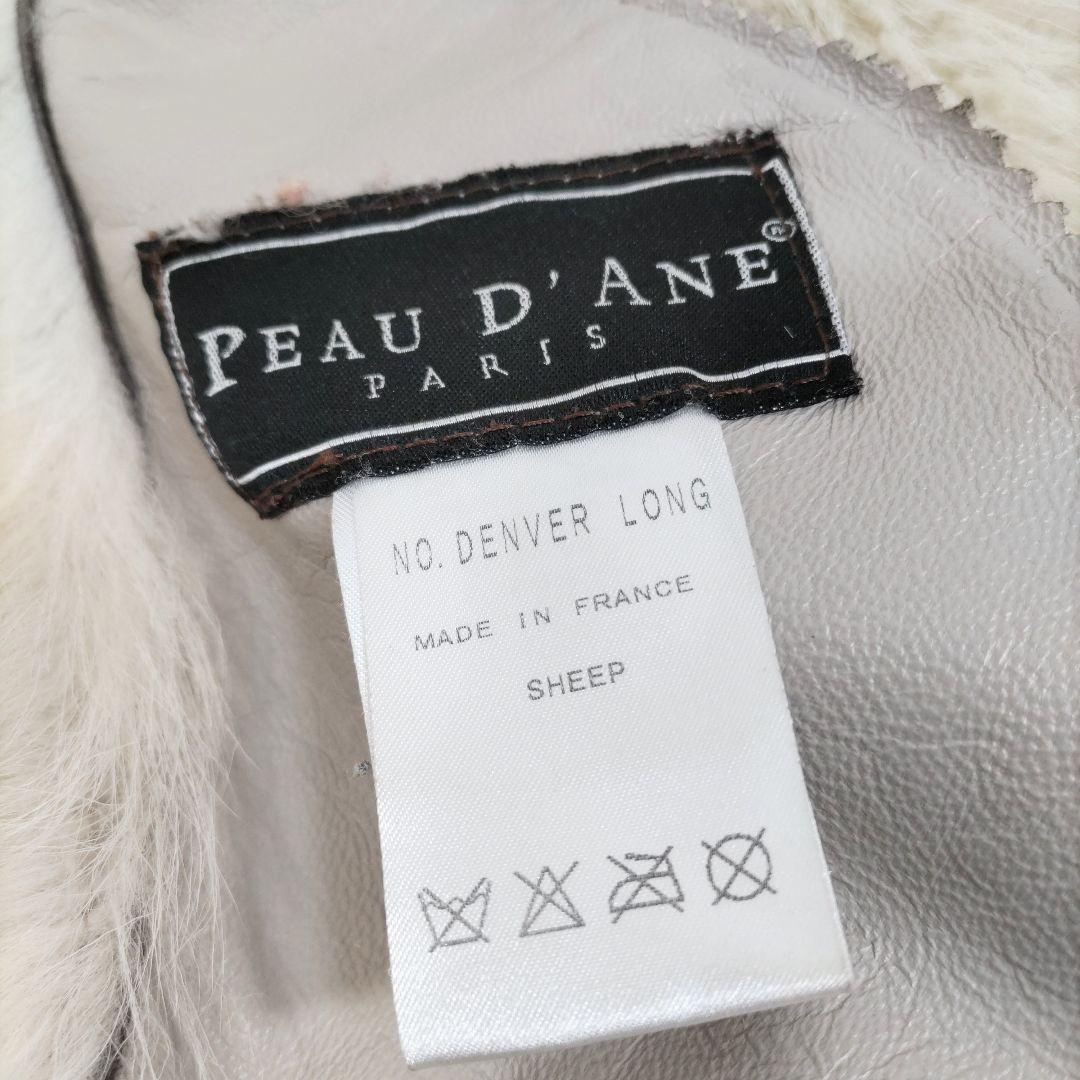 PEAU D' ANE ®
PARIS
NO. DENVER LONG
MADE IN FRANCE
SHEEP